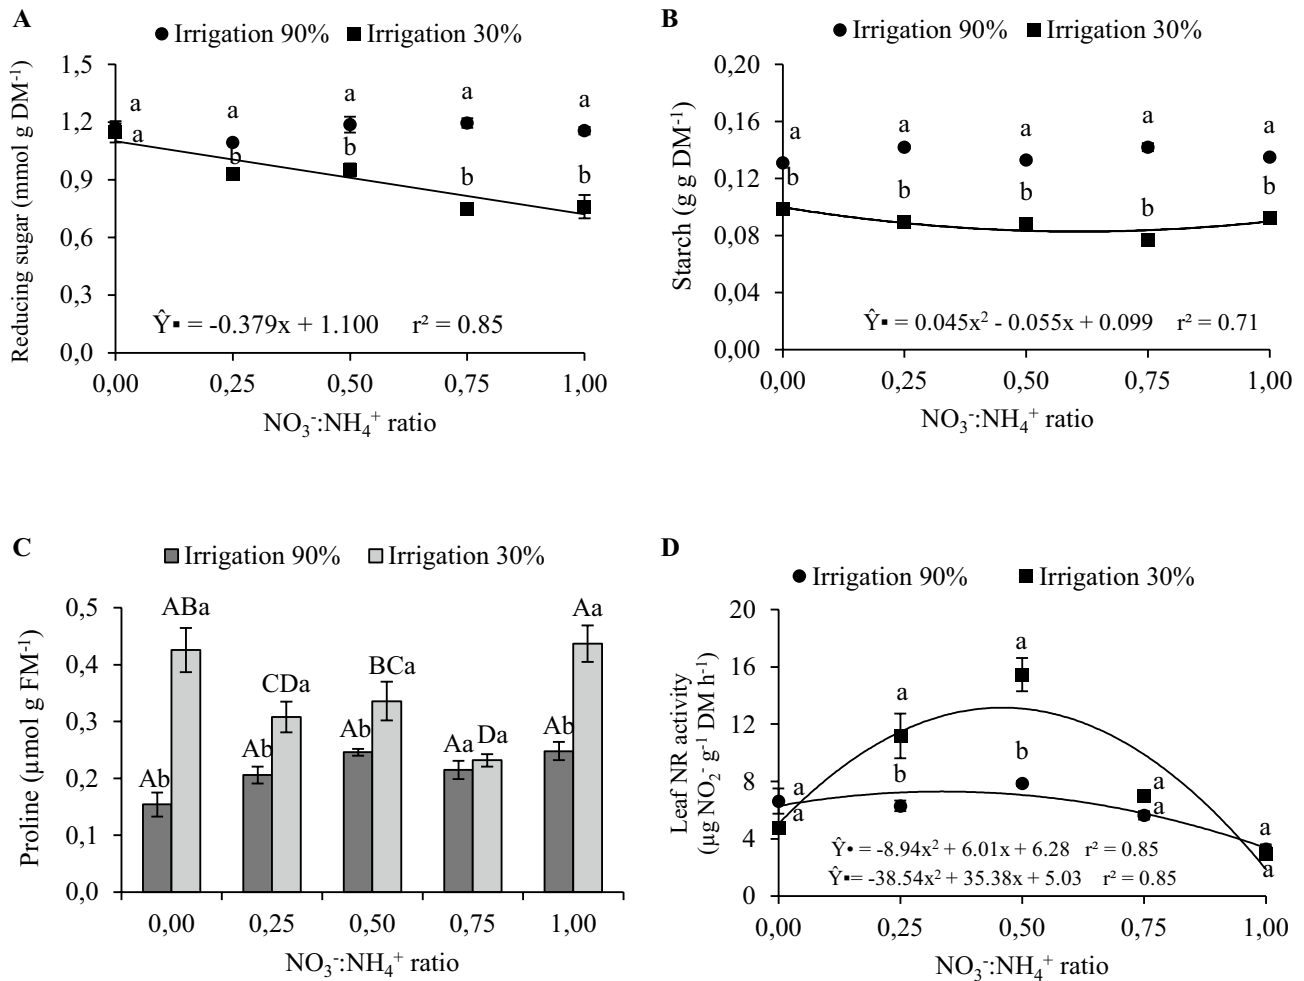 A
● Irrigation 90% ■ Irrigation 30%
Reducing sugar (mmol g DM⁻¹)
1,5
1,2
0,9
0,6
0,3
0,0
a
a
a
a
a
a
b
b
b
b
Ŷ▪ = -0.379x + 1.100 r² = 0.85
0,00 0,25 0,50 0,75 1,00
NO₃⁻:NH₄⁺ ratio
B
● Irrigation 90% ■ Irrigation 30%
Starch (g g DM⁻¹)
0,20
0,16
0,12
0,08
0,04
0,00
a
a
a
a
a
b
b
b
b
b
Ŷ▪ = 0.045x² - 0.055x + 0.099 r² = 0.71
0,00 0,25 0,50 0,75 1,00
NO₃⁻:NH₄⁺ ratio
C
Irrigation 90% Irrigation 30%
Proline (µmol g FM⁻¹)
0,5
0,4
0,3
0,2
0,1
0,0
Ab ABa Ab CDa Ab BCa Aa Da Ab Aa
0,00 0,25 0,50 0,75 1,00
NO₃⁻:NH₄⁺ ratio
D
● Irrigation 90% ■ Irrigation 30%
Leaf NR activity
(µg NO₂⁻ g⁻¹ DM h⁻¹)
20
16
12
8
4
0
a
a
a
b
a
b
a
a
a
a
Ŷ• = -8.94x² + 6.01x + 6.28 r² = 0.85
Ŷ▪= -38.54x² + 35.38x + 5.03 r² = 0.85
0,00 0,25 0,50 0,75 1,00
NO₃⁻:NH₄⁺ ratio